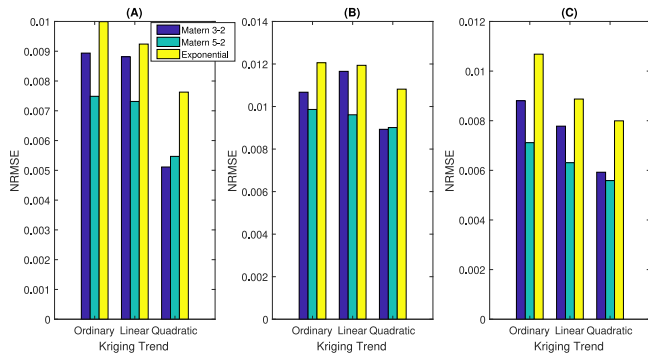 (A)
0.01
0.009
0.008
0.007
0.006
0.005
0.004
0.003
0.002
0.001
0
NRMSE
Matern 3-2
Matern 5-2
Exponential
Ordinary Linear Quadratic
Kriging Trend
(B)
0.014
0.012
0.01
0.008
0.006
0.004
0.002
0
NRMSE
Ordinary Linear Quadratic
Kriging Trend
(C)
0.012
0.01
0.008
0.006
0.004
0.002
0
NRMSE
Ordinary Linear Quadratic
Kriging Trend